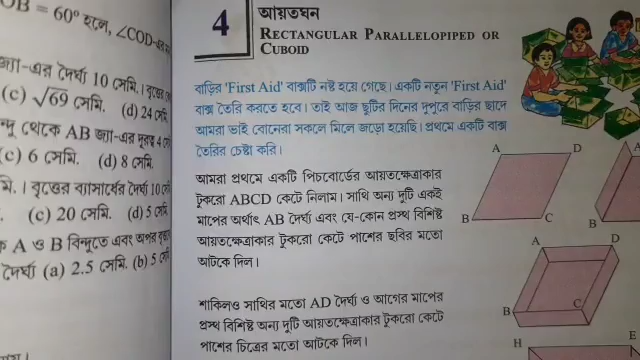 OB = 60° হলে, ∠COD-এর
জ্যা-এর দৈর্ঘ্য 10 সেমি.। বৃত্তের
(c) √69 সেমি. (d) 24 সেমি
ন্দু থেকে AB জ্যা-এর দূরত্ব 4
(c) 6 সেমি. (d) 8 সেমি.
মি.। বৃত্তের ব্যাসার্ধের দৈর্ঘ্য 10
(c) 20 সেমি. (d) 5 সেমি
A ও B বিন্দুতে এবং অপর বৃত্ত
দৈর্ঘ্য (a) 2.5 সেমি. (b) 5 সেমি
4
আয়তঘন
RECTANGULAR PARALLELOPIPED OR
CUBOID
বাড়ির 'First Aid' বাক্সটি নষ্ট হয়ে গেছে। একটি নতুন 'First Aid'
বাক্স তৈরি করতে হবে। তাই আজ ছুটির দিনের দুপুরে বাড়ির ছাদে
আমরা ভাই বোনেরা সকলে মিলে জড়ো হয়েছি। প্রথমে একটি বাক্স
তৈরির চেষ্টা করি।
আমরা প্রথমে একটি পিচবোর্ডের আয়তক্ষেত্রাকার
টুকরো ABCD কেটে নিলাম। সাথি অন্য দুটি একই
মাপের অর্থাৎ AB দৈর্ঘ্য এবং যে-কোন প্রস্থ বিশিষ্ট
আয়তক্ষেত্রাকার টুকরো কেটে পাশের ছবির মতো
আটকে দিল।
শাকিলও সাথির মতো AD দৈর্ঘ্য ও আগের মাপের
প্রস্থ বিশিষ্ট অন্য দুটি আয়তক্ষেত্রাকার টুকরো কেটে
পাশের চিত্রের মতো আটকে দিল।
A D
B C
B
A D
B C
H E